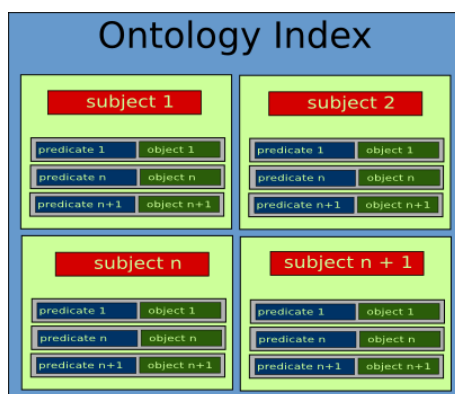 Ontology Index
subject 1
predicate 1 object 1
predicate n object n
predicate n+1 object n+1
subject 2
predicate 1 object 1
predicate n object n
predicate n+1 object n+1
subject n
predicate 1 object 1
predicate n object n
predicate n+1 object n+1
subject n + 1
predicate 1 object 1
predicate n object n
predicate n+1 object n+1